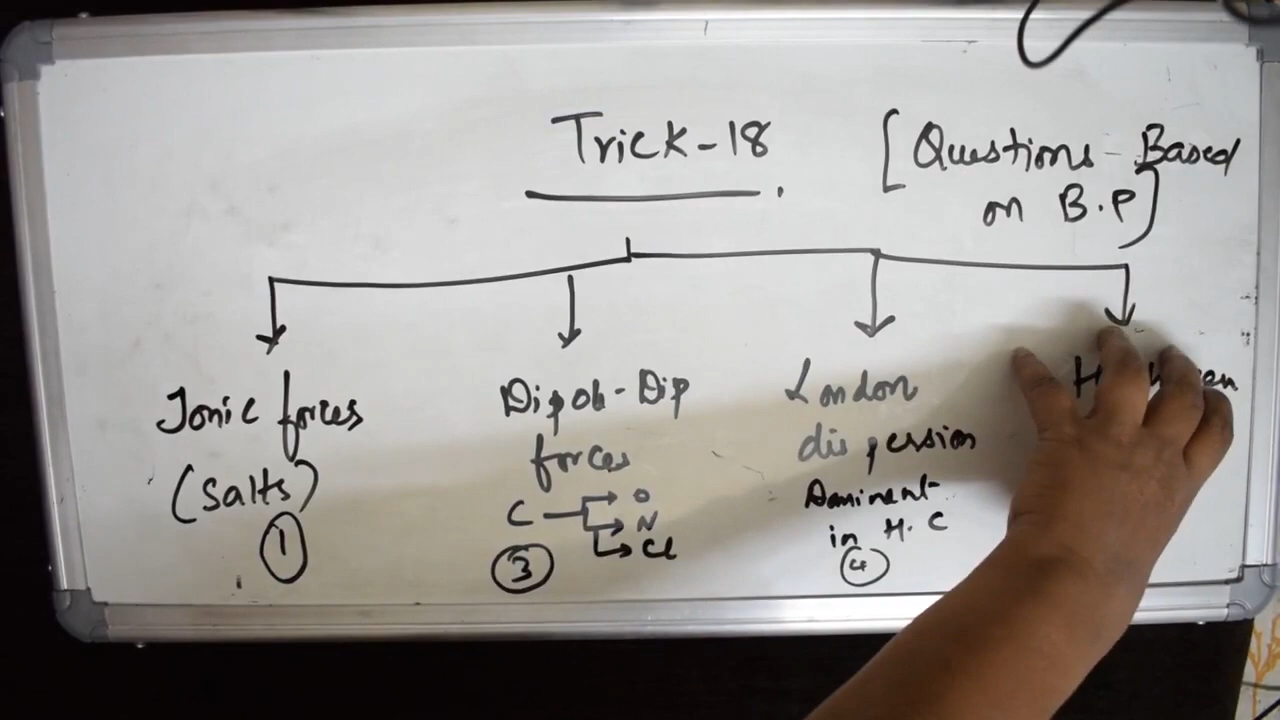 Trick-18
[Questions-Based
on B.P]
Ionic forces
(Salts)
1
Dipole-Dip
forces
C O
N
Cl
3
London
dispersion
Dominent
in H.C
4